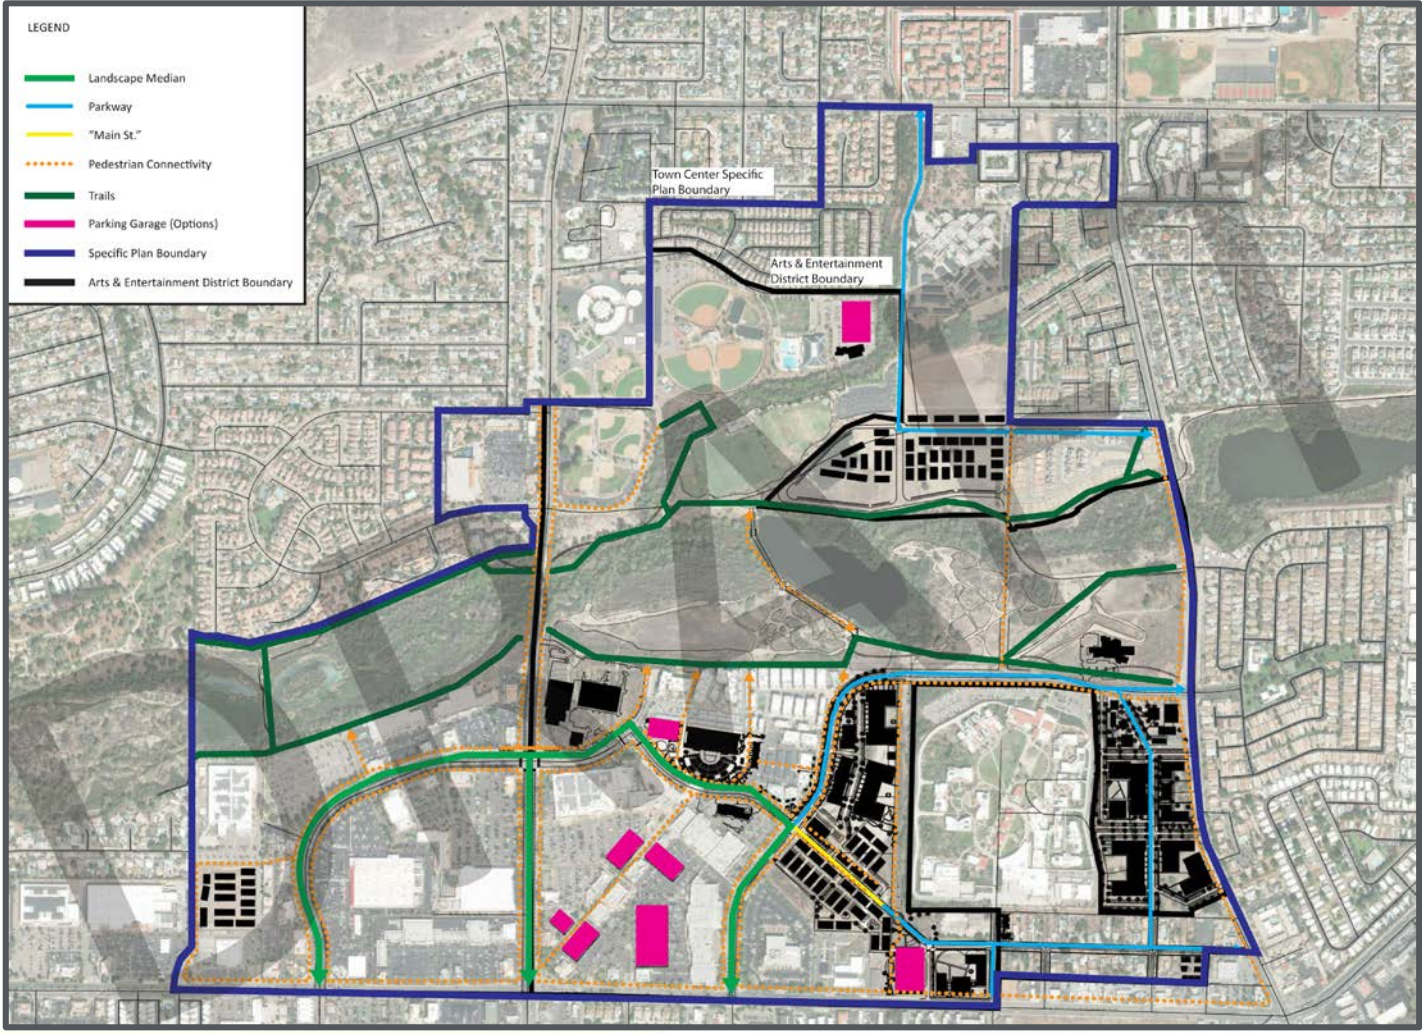 LEGEND
Landscape Median
Parkway
"Main St."
Pedestrian Connectivity
Trails
Parking Garage (Options)
Specific Plan Boundary
Arts & Entertainment District Boundary
Town Center Specific
Plan Boundary
Arts & Entertainment
District Boundary
DRAFT